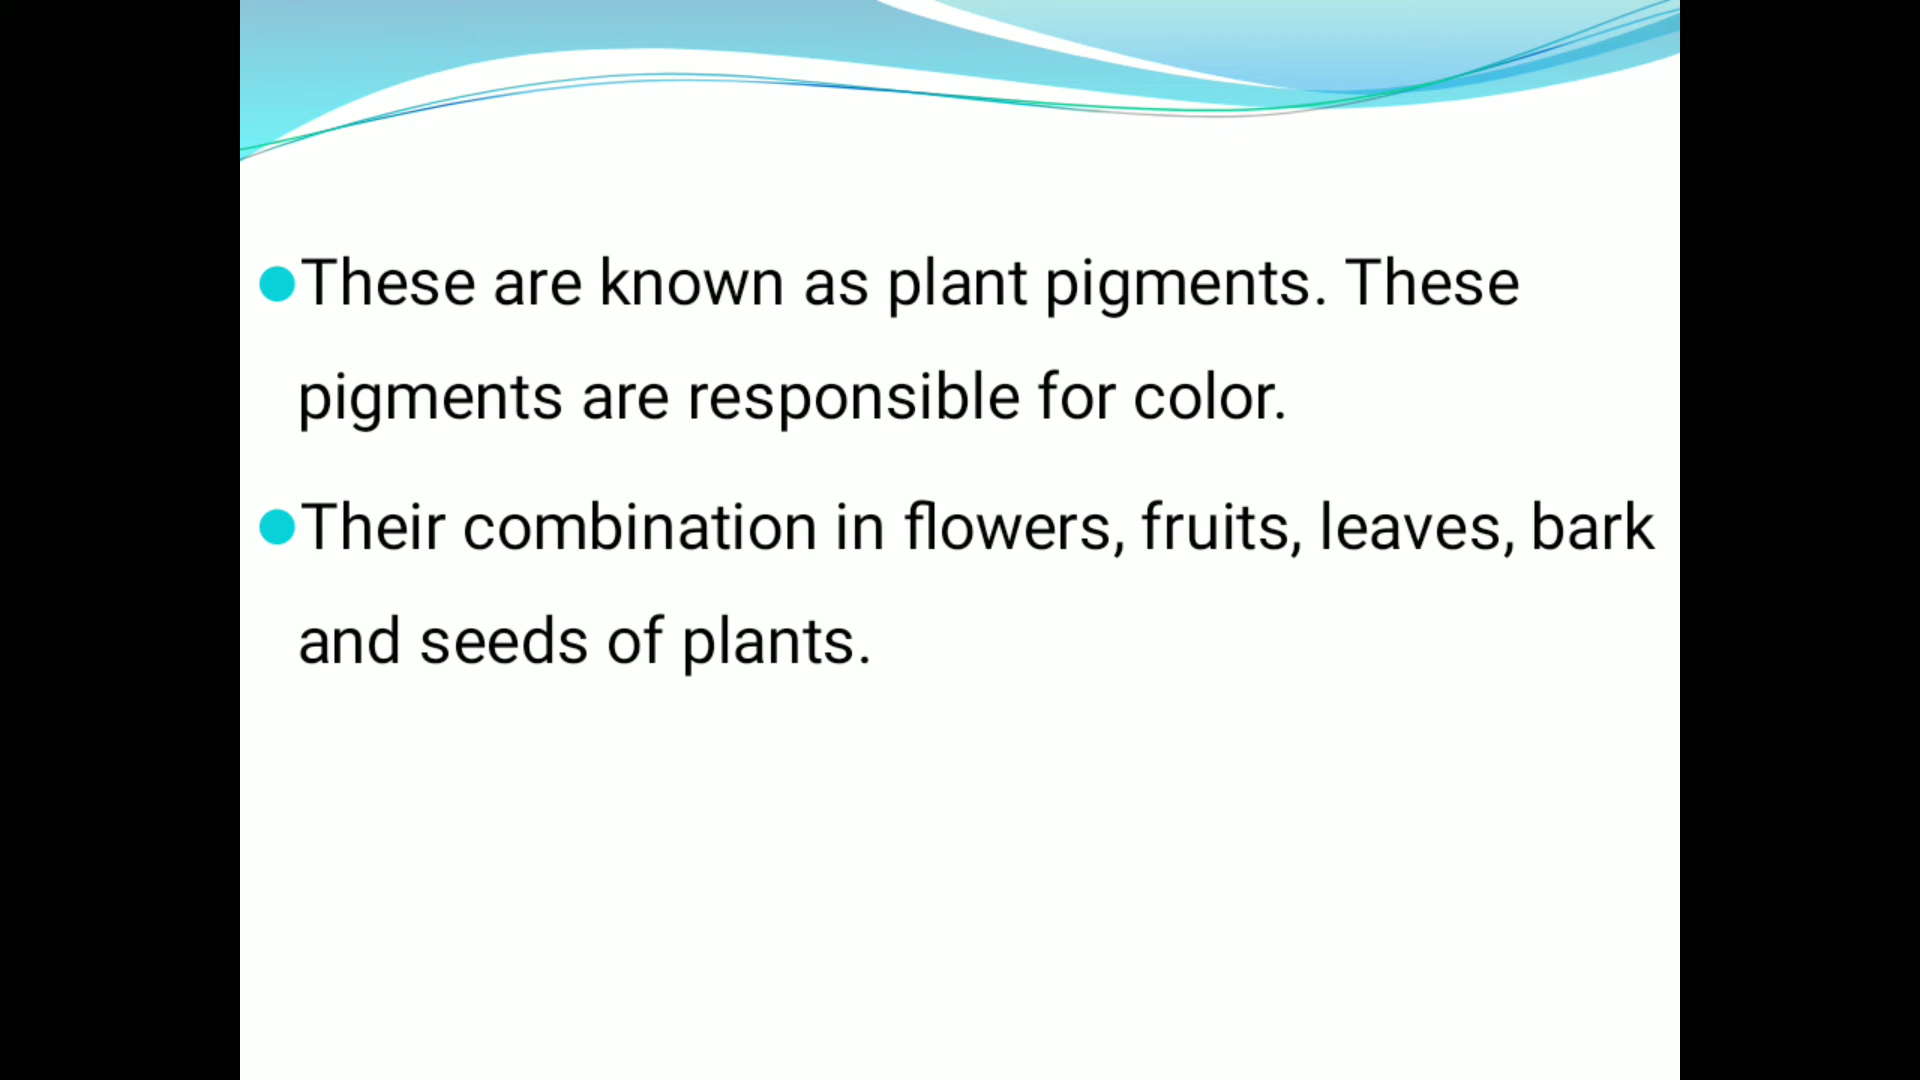 These are known as plant pigments. These
pigments are responsible for color.
Their combination in flowers, fruits, leaves, bark
and seeds of plants.